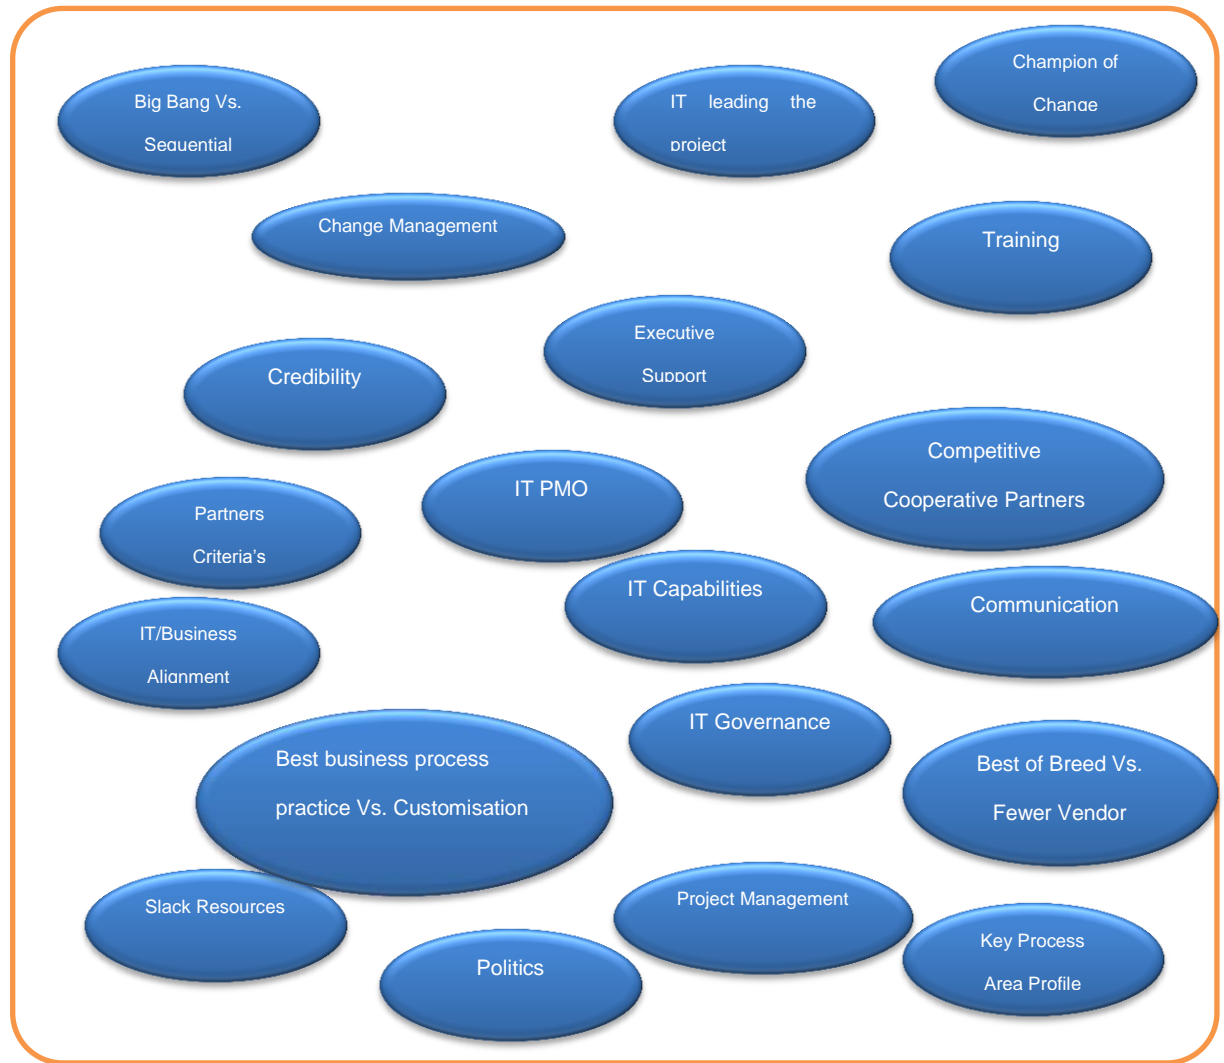 Champion of
Change
Big Bang Vs.
Sequential
IT leading the
project
Change Management
Training
Executive
Support
Credibility
Competitive
Cooperative Partners
IT PMO
Partners
Criteria's
IT Capabilities
Communication
IT/Business
Alignment
IT Governance
Best business process
practice Vs. Customisation
Best of Breed Vs.
Fewer Vendor
Slack Resources
Project Management
Key Process
Area Profile
Politics